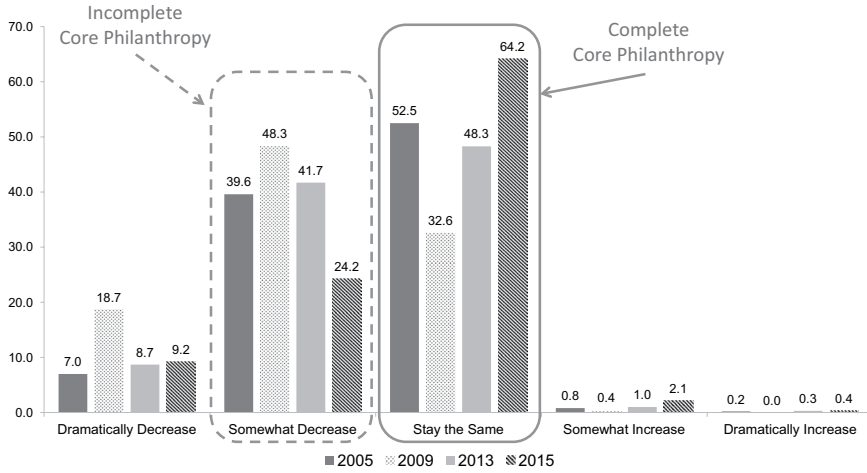 Incomplete
Core Philanthropy
Complete
Core Philanthropy
70.0
60.0
50.0
40.0
30.0
20.0
10.0
0.0
7.0
18.7
8.7
9.2
39.6
48.3
41.7
24.2
52.5
32.6
48.3
64.2
0.8
0.4
1.0
2.1
0.2
0.0
0.3
0.4
Dramatically Decrease
Somewhat Decrease
Stay the Same
Somewhat Increase
Dramatically Increase
2005 2009 2013 2015